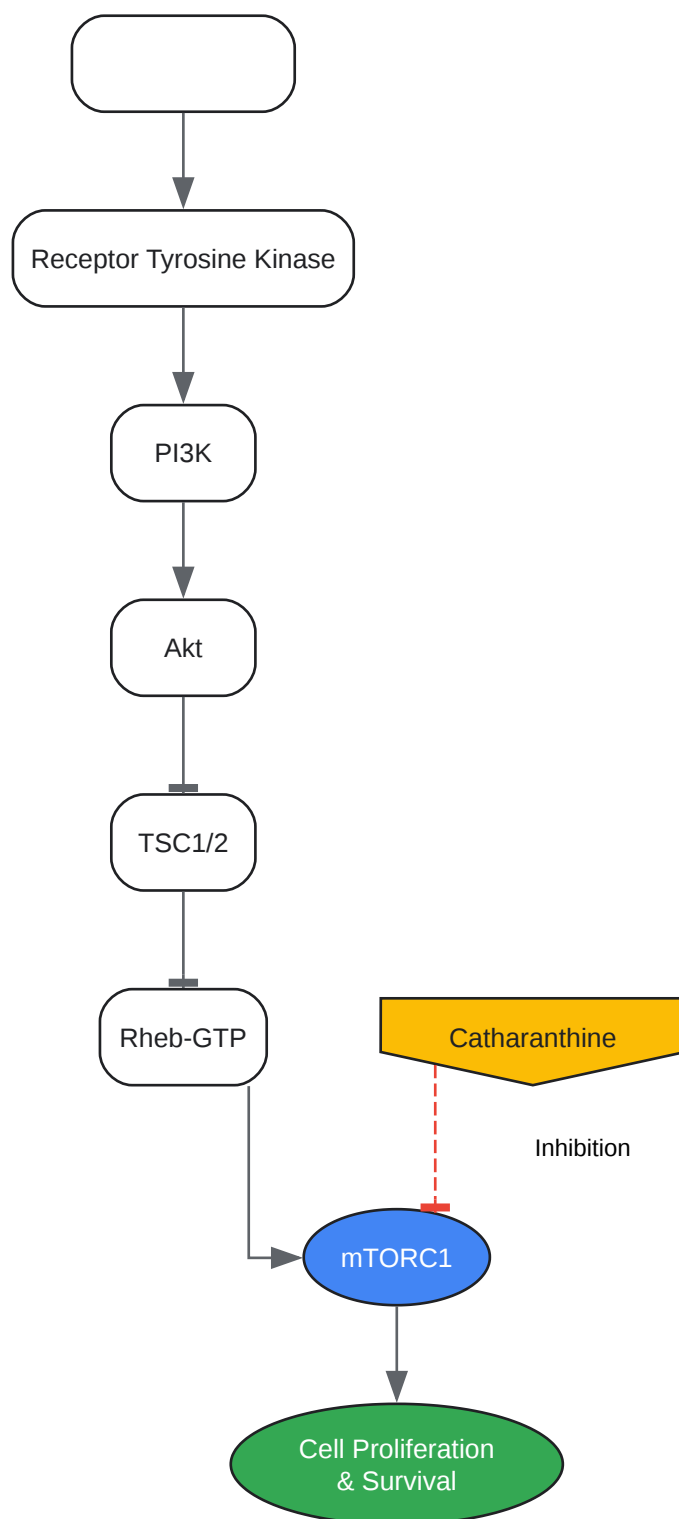 Receptor Tyrosine Kinase
PI3K
Akt
TSC1/2
Rheb-GTP
Catharanthine
Inhibition
mTORC1
Cell Proliferation
& Survival